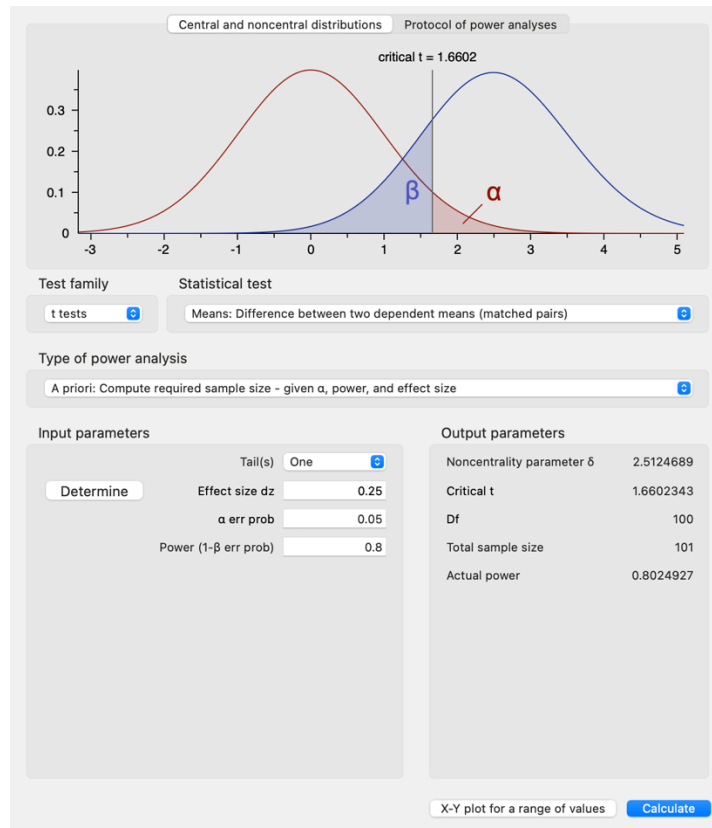 Central and noncentral distributions Protocol of power analyses
critical t = 1.6602
0.3
0.2
β α
0.1
0
-3 -2 -1 0 1 2 3 4 5
Test family Statistical test
t tests Means: Difference between two dependent means (matched pairs)
Type of power analysis
A priori: Compute required sample size - given α, power, and effect size
Input parameters Output parameters
Tail(s) One Noncentrality parameter δ 2.5124689
Determine Effect size dz 0.25 Critical t 1.6602343
α err prob 0.05 Df 100
Power (1-β err prob) 0.8 Total sample size 101
Actual power 0.8024927
X-Y plot for a range of values Calculate